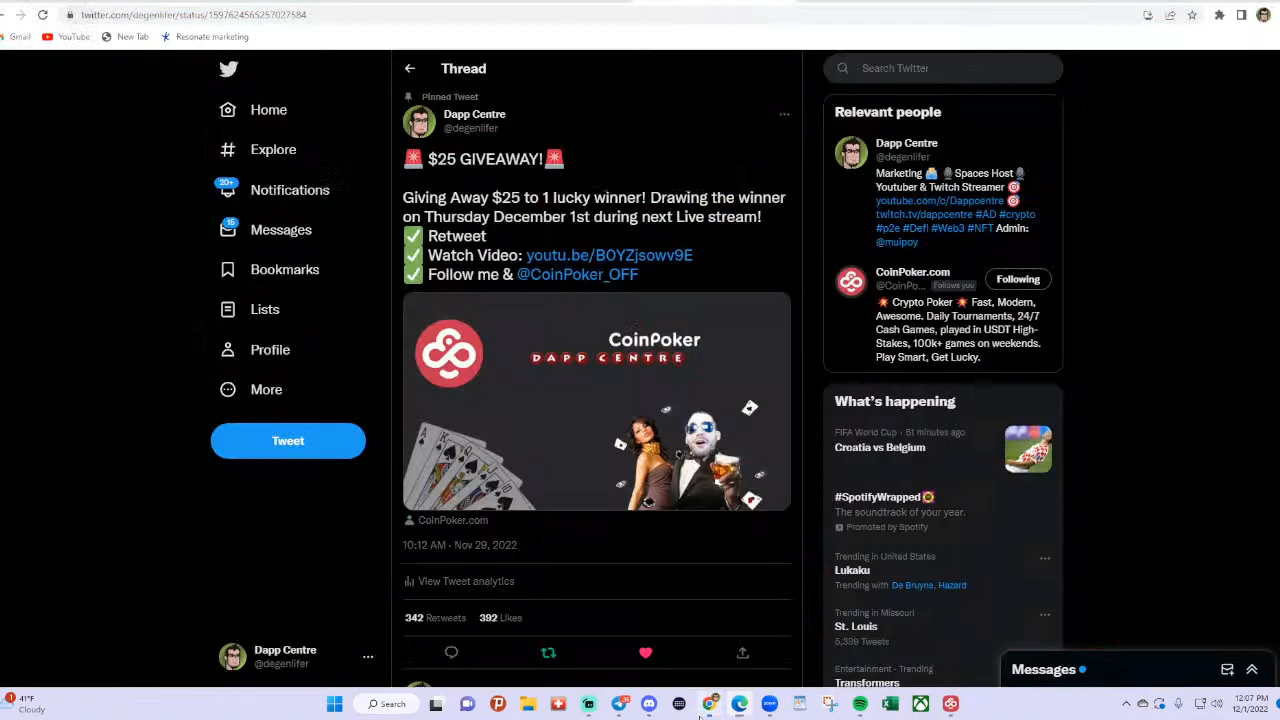 twitter.com/degenlifer/status/1597624565257027584
Gmail
YouTube
New Tab
Resonate marketing
Home
Explore
20+
Notifications
15
Messages
Bookmarks
Lists
Profile
More
Tweet
Dapp Centre
@degenlifer
Thread
Pinned Tweet
Dapp Centre
@degenlifer
$25 GIVEAWAY!
Giving Away $25 to 1 lucky winner! Drawing the winner
on Thursday December 1st during next Live stream!
Retweet
Watch Video: youtu.be/B0YZjsowv9E
Follow me & @CoinPoker_OFF
CoinPoker
DAPP CENTRE
CoinPoker.com
10:12 AM · Nov 29, 2022
View Tweet analytics
342 Retweets 392 Likes
Search Twitter
Relevant people
Dapp Centre
@degenlifer
Marketing Spaces Host
Youtuber & Twitch Streamer
youtube.com/c/Dappcentre
twitch.tv/dappcentre #AD #crypto
#p2e #Defi #Web3 #NFT Admin:
@muipoy
CoinPoker.com
@CoinPo... Follows you
Following
Crypto Poker Fast, Modern,
Awesome. Daily Tournaments, 24/7
Cash Games, played in USDT High-
Stakes, 100k+ games on weekends.
Play Smart, Get Lucky.
What's happening
FIFA World Cup · 51 minutes ago
Croatia vs Belgium
#SpotifyWrapped
The soundtrack of your year.
Promoted by Spotify
Trending in United States
Lukaku
Trending with De Bruyne, Hazard
Trending in Missouri
St. Louis
5,339 Tweets
Entertainment · Trending
Transformers
Messages
1
41°F
Cloudy
Search
12:07 PM
12/1/2022